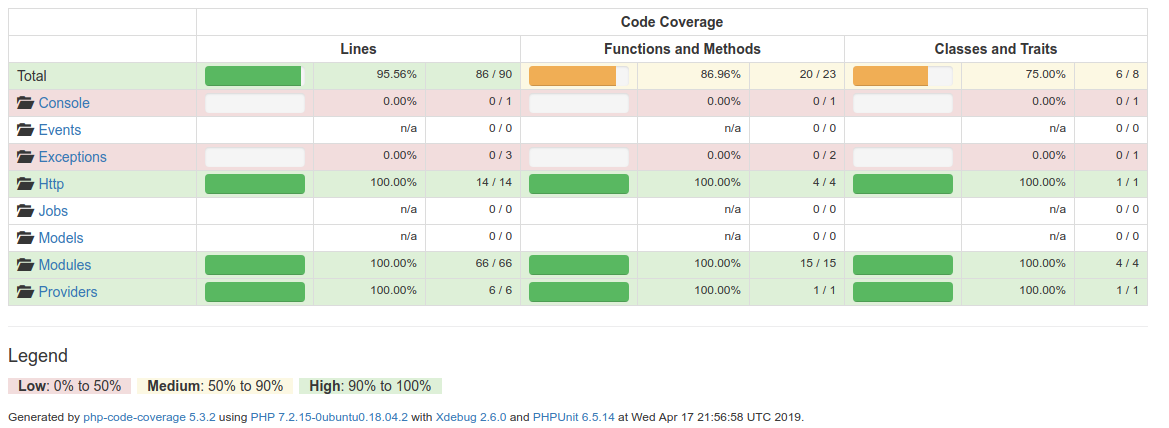 Code Coverage
Lines Functions and Methods Classes and Traits
Total 95.56% 86 / 90 86.96% 20 / 23 75.00% 6 / 8
Console 0.00% 0 / 1 0.00% 0 / 1 0.00% 0 / 1
Events n/a 0 / 0 n/a 0 / 0 n/a 0 / 0
Exceptions 0.00% 0 / 3 0.00% 0 / 2 0.00% 0 / 1
Http 100.00% 14 / 14 100.00% 4 / 4 100.00% 1 / 1
Jobs n/a 0 / 0 n/a 0 / 0 n/a 0 / 0
Models n/a 0 / 0 n/a 0 / 0 n/a 0 / 0
Modules 100.00% 66 / 66 100.00% 15 / 15 100.00% 4 / 4
Providers 100.00% 6 / 6 100.00% 1 / 1 100.00% 1 / 1
Legend
Low: 0% to 50% Medium: 50% to 90% High: 90% to 100%
Generated by php-code-coverage 5.3.2 using PHP 7.2.15-0ubuntu0.18.04.2 with Xdebug 2.6.0 and PHPUnit 6.5.14 at Wed Apr 17 21:56:58 UTC 2019.